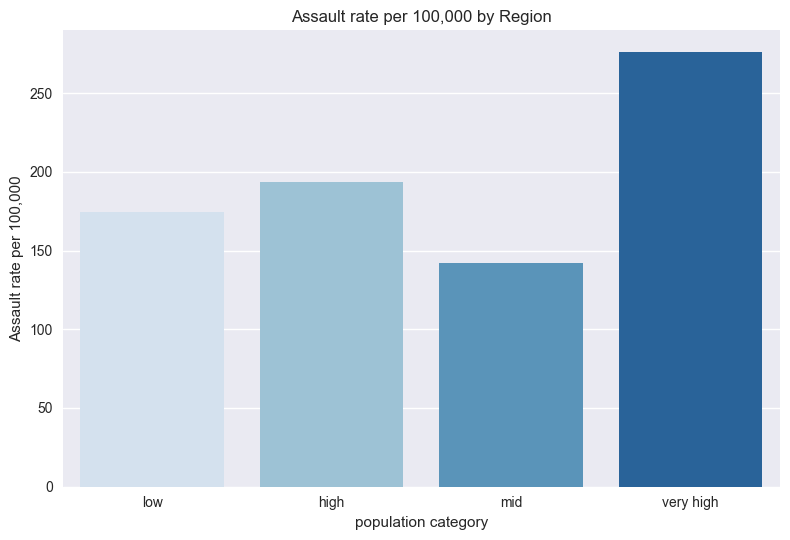 Assault rate per 100,000 by Region
Assault rate per 100,000
250
200
150
100
50
0
low
high
mid
very high
population category